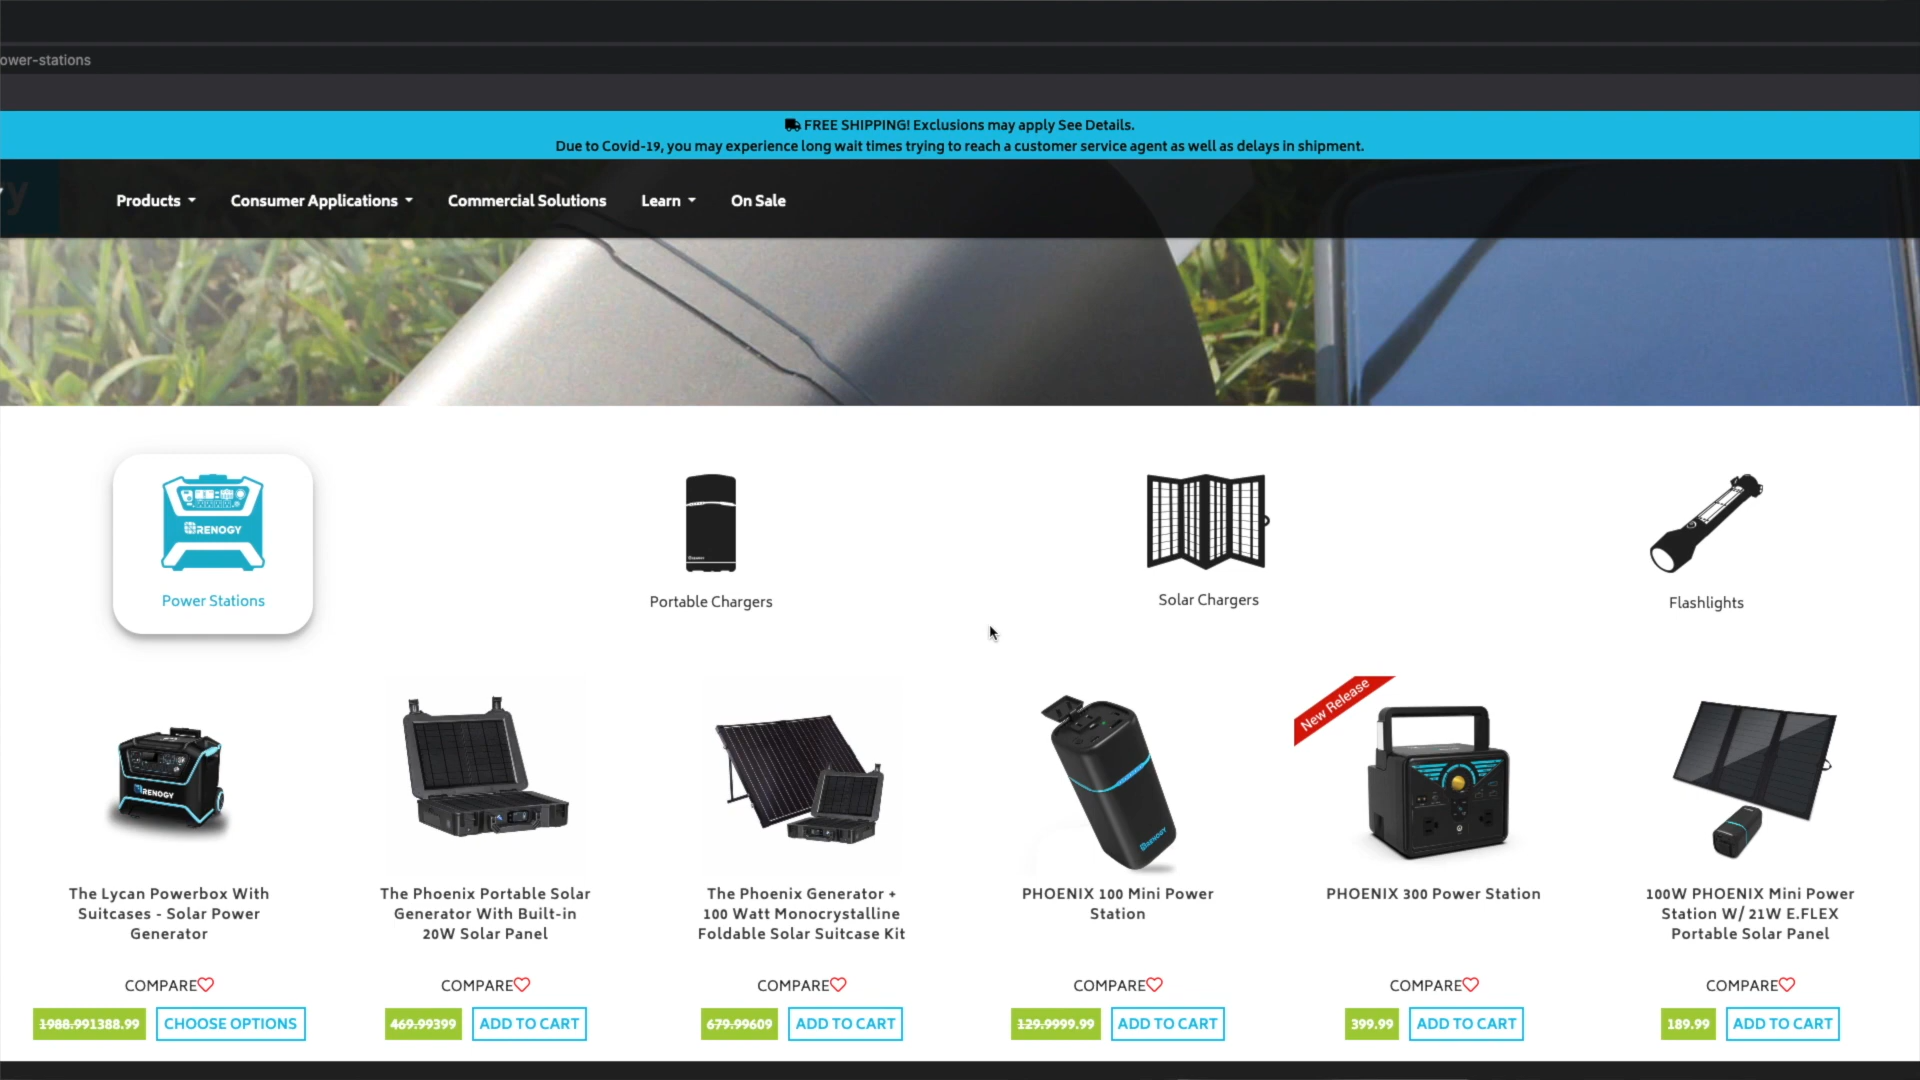 ower-stations
FREE SHIPPING! Exclusions may apply See Details.
Due to Covid-19, you may experience long wait times trying to reach a customer service agent as well as delays in shipment.
y
Products
Consumer Applications
Commercial Solutions
Learn
On Sale
RENOGY
Power Stations
Portable Chargers
Solar Chargers
Flashlights
RENOGY
RENOGY
New Release
The Lycan Powerbox With
Suitcases - Solar Power
Generator
The Phoenix Portable Solar
Generator With Built-in
20W Solar Panel
The Phoenix Generator +
100 Watt Monocrystalline
Foldable Solar Suitcase Kit
PHOENIX 100 Mini Power
Station
PHOENIX 300 Power Station
100W PHOENIX Mini Power
Station W/ 21W E.FLEX
Portable Solar Panel
COMPARE
COMPARE
COMPARE
COMPARE
COMPARE
COMPARE
1988.991388.99
CHOOSE OPTIONS
469.99399
ADD TO CART
679.99609
ADD TO CART
129.9999.99
ADD TO CART
399.99
ADD TO CART
189.99
ADD TO CART